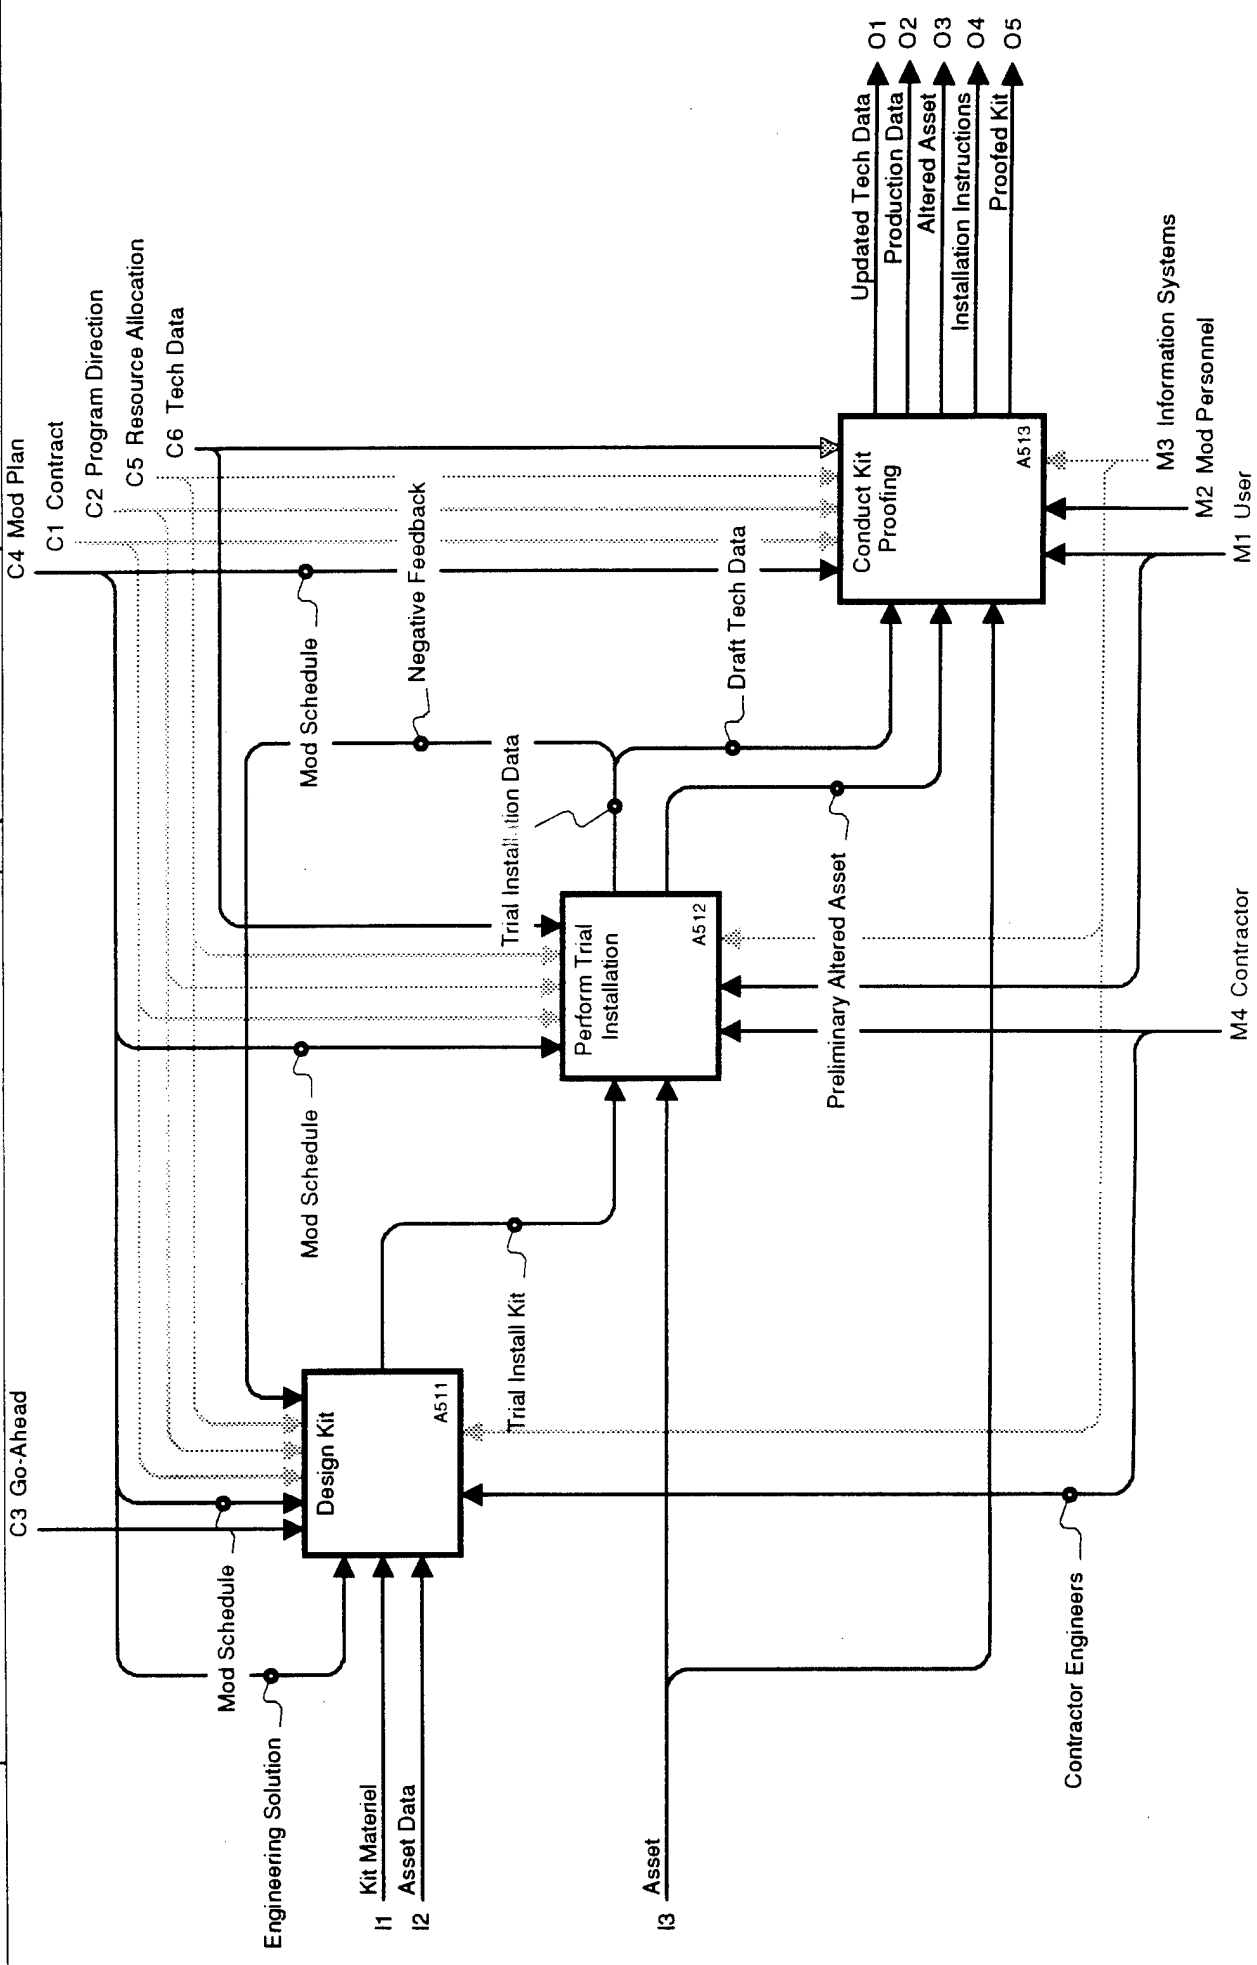 C3 Go-Ahead
C4 Mod Plan
C1 Contract
C2 Program Direction
C5 Resource Allocation
C6 Tech Data
Mod Schedule
Engineering Solution
I1 Kit Materiel
I2 Asset Data
Design Kit
A511
Mod Schedule
Trial Install Kit
I3 Asset
Perform Trial
Installation
A512
Mod Schedule
Negative Feedback
Trial Installation Data
Draft Tech Data
Preliminary Altered Asset
Conduct Kit
Proofing
A513
Updated Tech Data O1
Production Data O2
Altered Asset O3
Installation Instructions O4
Proofed Kit O5
Contractor Engineers
M4 Contractor
M1 User
M2 Mod Personnel
M3 Information Systems